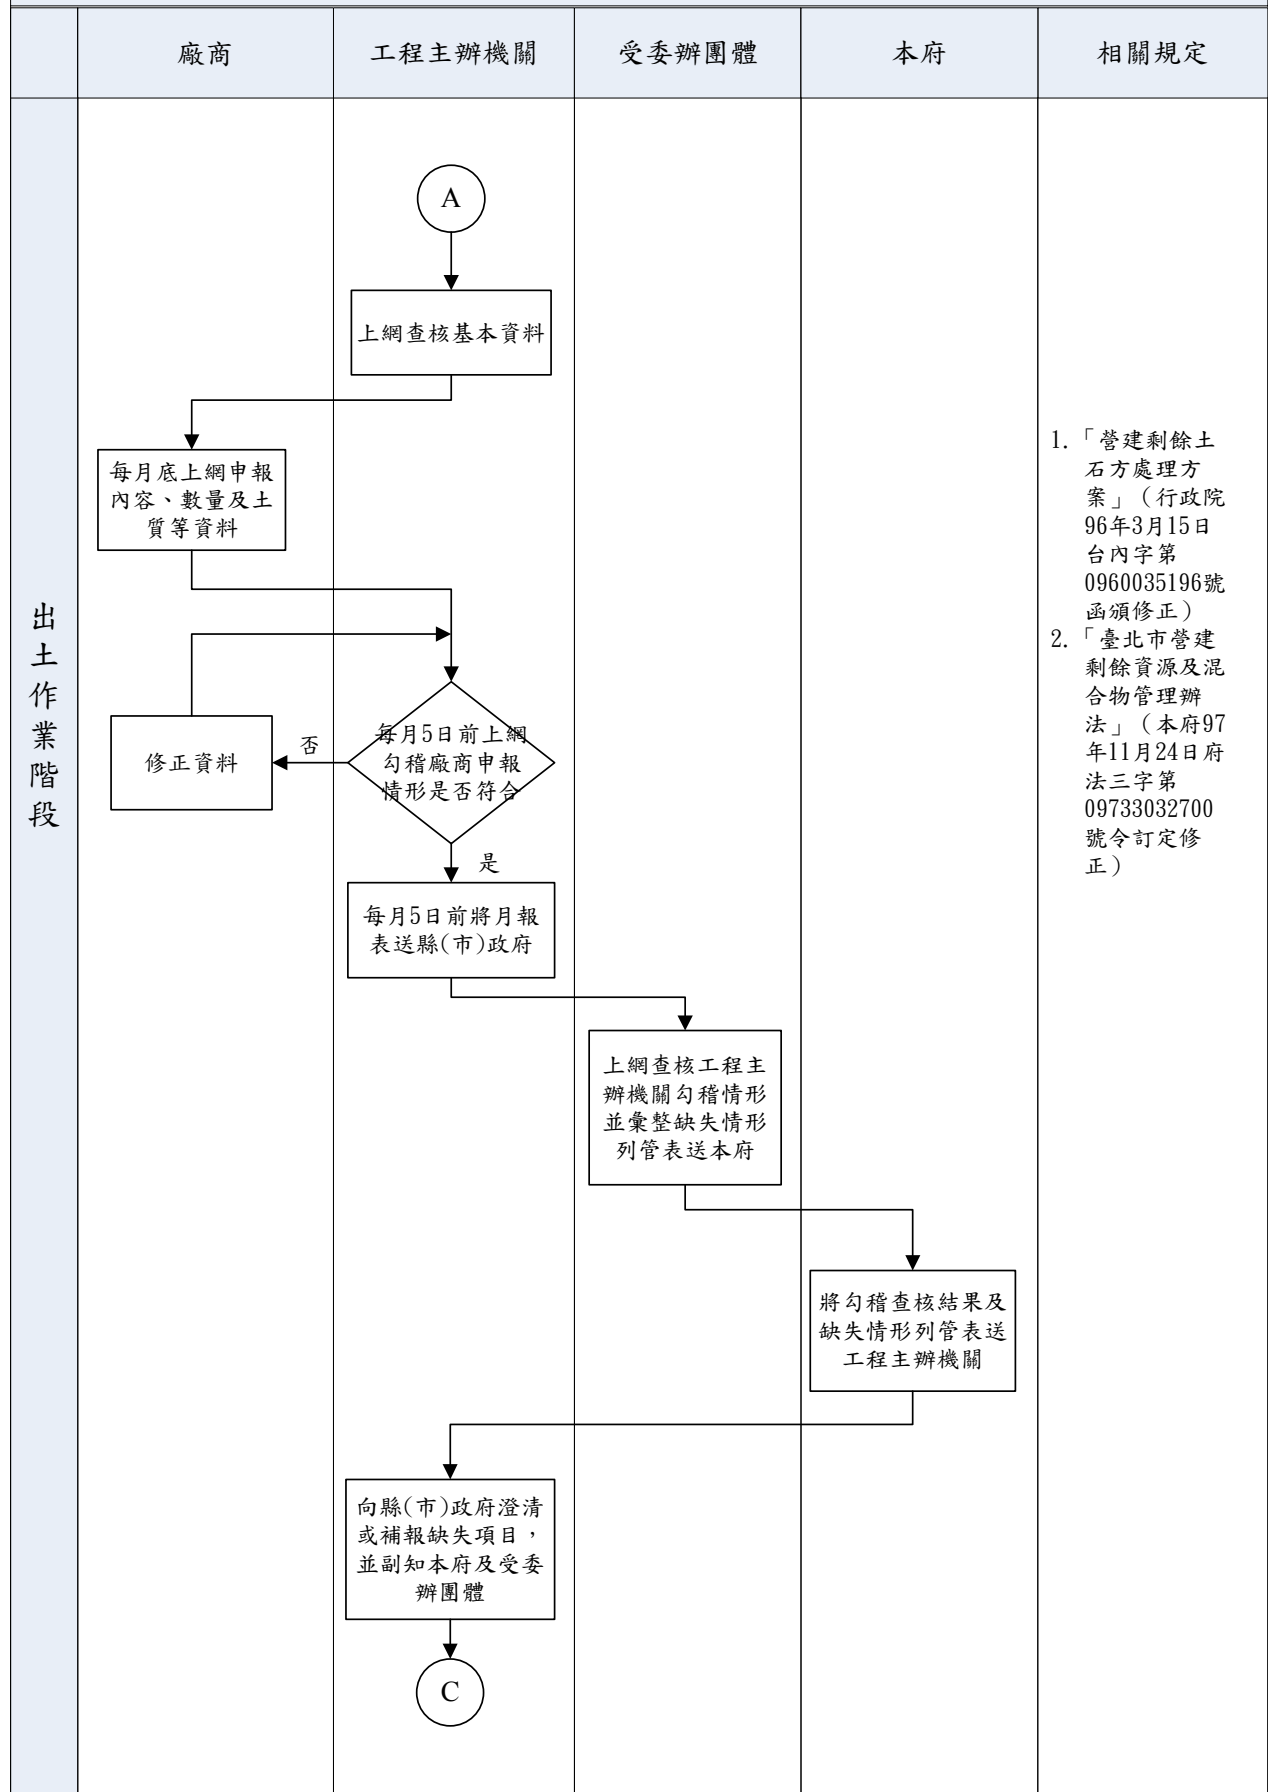 廠商
工程主辦機關
受委辦團體
本府
相關規定
出土作業階段
A
上網查核基本資料
每月底上網申報
內容、數量及土
質等資料
每月5日前上網
勾稽廠商申報
情形是否符合
否
修正資料
是
每月5日前將月報
表送縣(市)政府
上網查核工程主
辦機關勾稽情形
並彙整缺失情形
列管表送本府
將勾稽查核結果及
缺失情形列管表送
工程主辦機關
向縣(市)政府澄清
或補報缺失項目，
並副知本府及受委
辦團體
C
1.「營建剩餘土
石方處理方
案」（行政院
96年3月15日
台內字第
0960035196號
函頒修正）
2.「臺北市營建
剩餘資源及混
合物管理辦
法」（本府97
年11月24日府
法三字第
09733032700
號令訂定修
正）